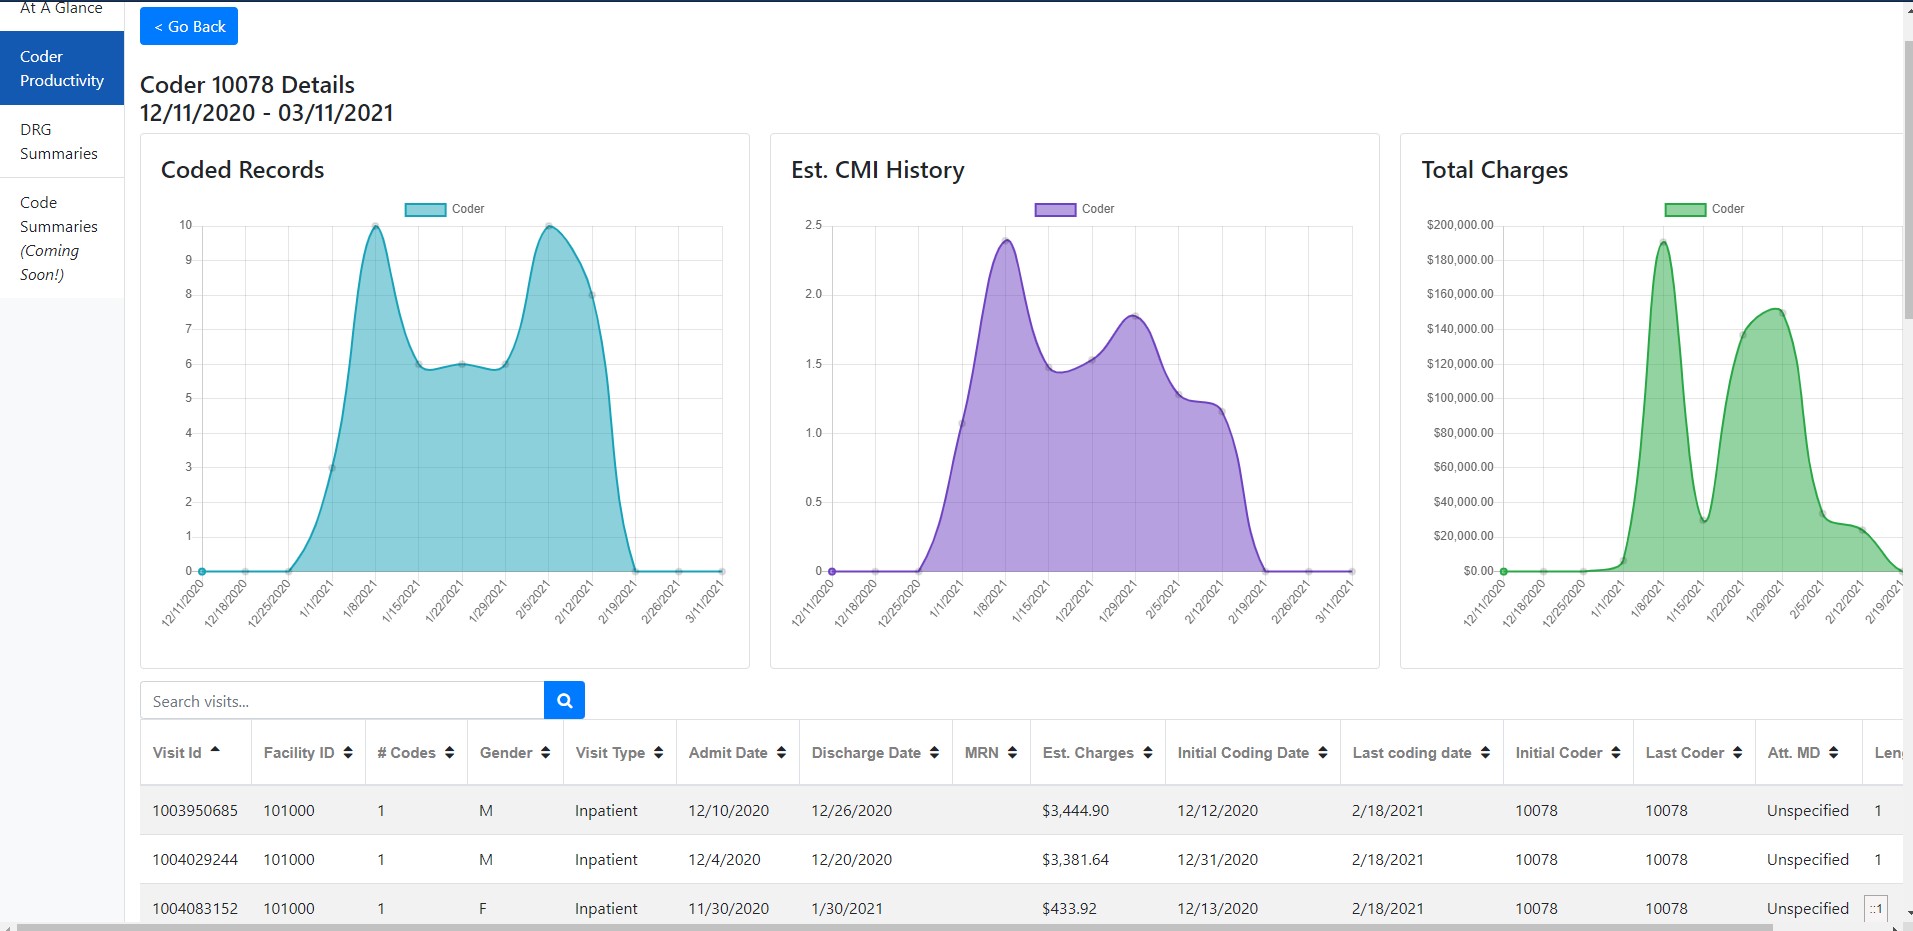 At A Glance
Coder
Productivity
DRG
Summaries
Code
Summaries
(Coming
Soon!)
< Go Back
Coder 10078 Details
12/11/2020 - 03/11/2021
Coded Records
Coder
10
9
8
7
6
5
4
3
2
1
0
12/11/2020
12/18/2020
12/25/2020
1/1/2021
1/8/2021
1/15/2021
1/22/2021
1/29/2021
2/5/2021
2/12/2021
2/19/2021
2/26/2021
3/11/2021
Est. CMI History
Coder
2.5
2.0
1.5
1.0
0.5
0
12/11/2020
12/18/2020
12/25/2020
1/1/2021
1/8/2021
1/15/2021
1/22/2021
1/29/2021
2/5/2021
2/12/2021
2/19/2021
2/26/2021
3/11/2021
Total Charges
Coder
$200,000.00
$180,000.00
$160,000.00
$140,000.00
$120,000.00
$100,000.00
$80,000.00
$60,000.00
$40,000.00
$20,000.00
$0.00
12/11/2020
12/18/2020
12/25/2020
1/1/2021
1/8/2021
1/15/2021
1/22/2021
1/29/2021
2/5/2021
2/12/2021
2/19/2021
Search visits...
Visit Id Facility ID # Codes Gender Visit Type Admit Date Discharge Date MRN Est. Charges Initial Coding Date Last coding date Initial Coder Last Coder Att. MD Len
1003950685 101000 1 M Inpatient 12/10/2020 12/26/2020 $3,444.90 12/12/2020 2/18/2021 10078 10078 Unspecified 1
1004029244 101000 1 M Inpatient 12/4/2020 12/20/2020 $3,381.64 12/31/2020 2/18/2021 10078 10078 Unspecified 1
1004083152 101000 1 F Inpatient 11/30/2020 1/30/2021 $433.92 12/13/2020 2/18/2021 10078 10078 Unspecified ::1